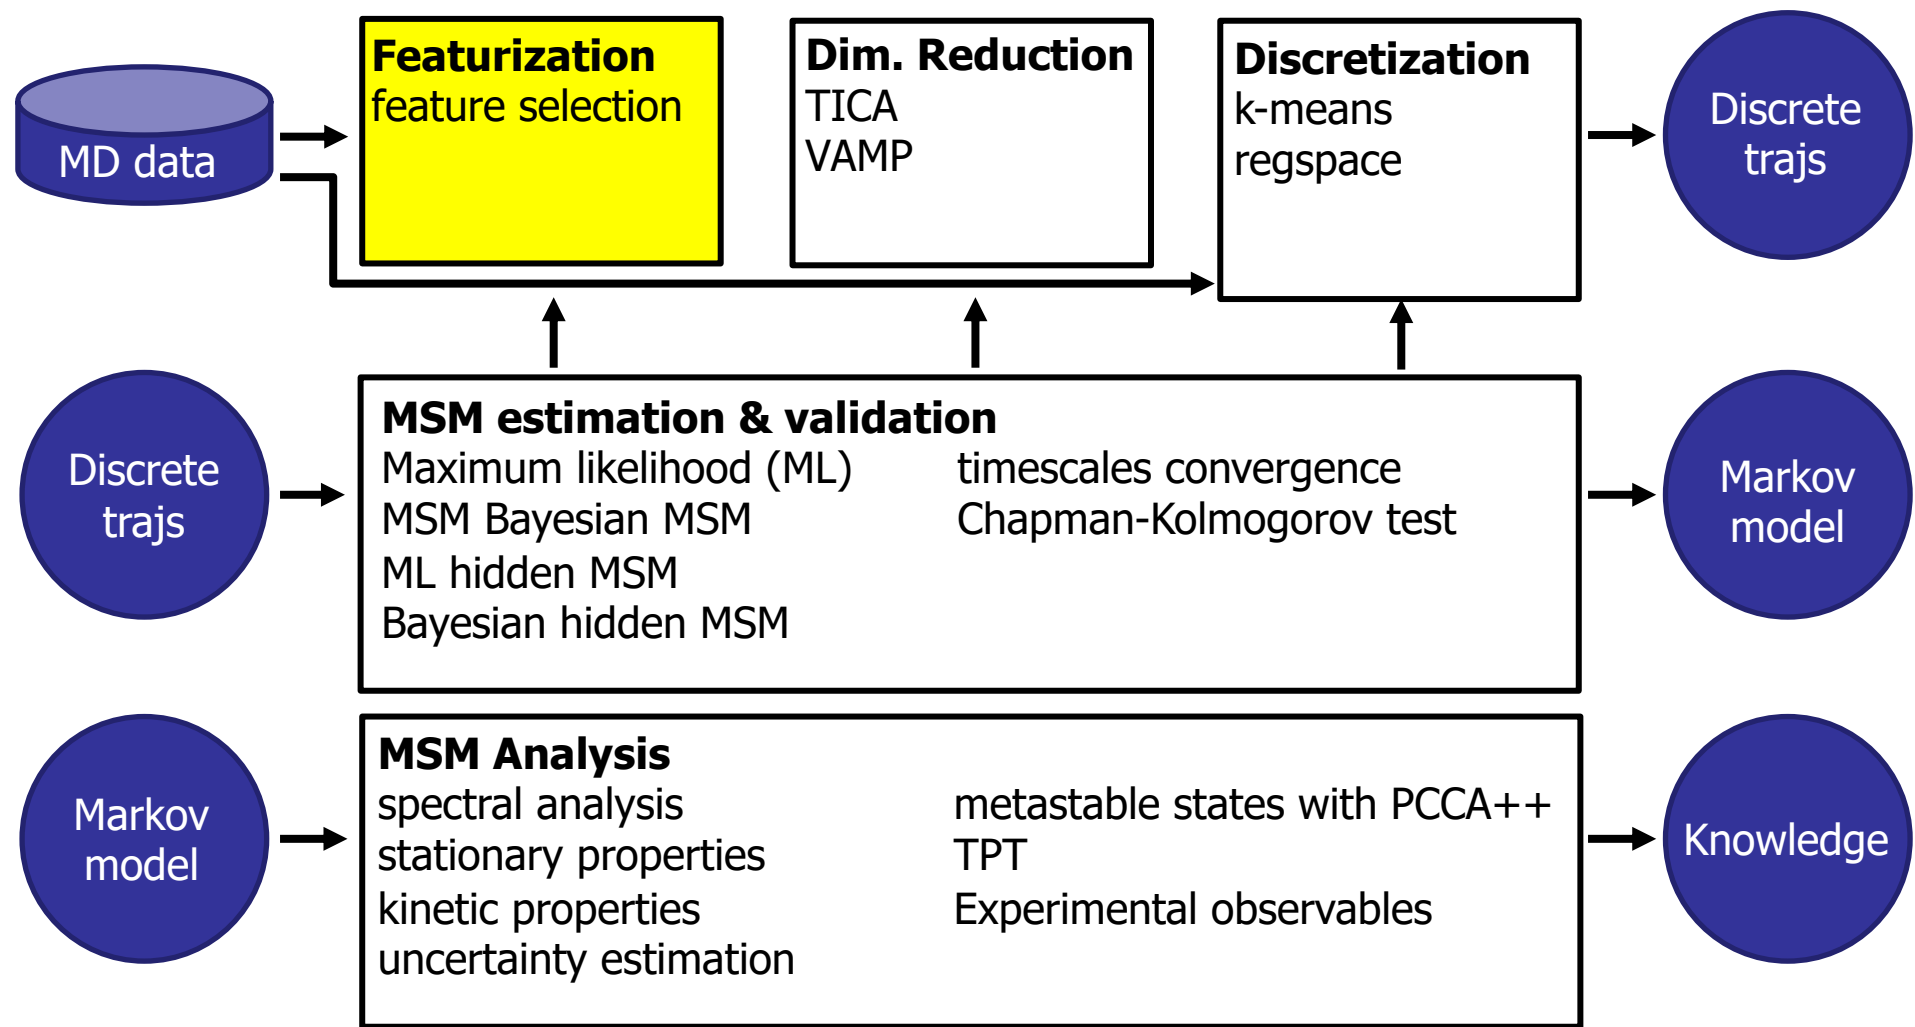 MD data
Featurization
feature selection
Dim. Reduction
TICA
VAMP
Discretization
k-means
regspace
Discrete
trajs
Discrete
trajs
MSM estimation & validation
Maximum likelihood (ML)
MSM Bayesian MSM
ML hidden MSM
Bayesian hidden MSM
timescales convergence
Chapman-Kolmogorov test
Markov
model
Markov
model
MSM Analysis
spectral analysis
stationary properties
kinetic properties
uncertainty estimation
metastable states with PCCA++
TPT
Experimental observables
Knowledge